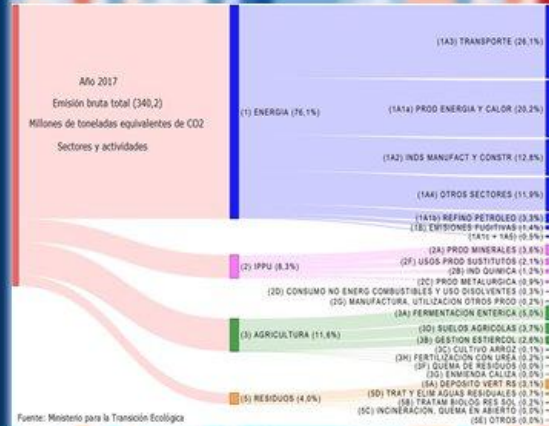 Año 2017
Emisión bruta total (340,2)
Millones de toneladas equivalentes de CO2
Sectores y actividades
(1) ENERGIA (76,1%)
(2) IPPU (8,3%)
(3) AGRICULTURA (11,6%)
(5) RESIDUOS (4,0%)
(1A3) TRANSPORTE (26,1%)
(1A1a) PROD ENERGIA Y CALOR (20,2%)
(1A2) INDS MANUFACT Y CONSTR (12,8%)
(1A4) OTROS SECTORES (11,9%)
(1A1b) REFINO PETROLEO (3,3%)
(1B) EMISIONES FUGITIVAS (1,4%)
(1A1c + 1A5) (0,5%)
(2A) PROD MINERALES (3,6%)
(2F) USOS PROD SUSTITUTOS (2,1%)
(2B) IND QUIMICA (1,2%)
(2C) PROD METALURGICA (0,9%)
(2D) CONSUMO NO ENERG COMBUSTIBLES Y USO DISOLVENTES (0,3%)
(2G) MANUFACTURA, UTILIZACION OTROS PROD (0,2%)
(3A) FERMENTACION ENTERICA (5,0%)
(3D) SUELOS AGRICOLAS (3,7%)
(3B) GESTION ESTIERCOL (2,6%)
(3C) CULTIVO ARROZ (0,1%)
(3H) FERTILIZACION CON UREA (0,2%)
(3F) QUEMA DE RESIDUOS (0,0%)
(3G) ENMIENDA CALIZA (0,0%)
(5A) DEPOSITO VERT RS (3,1%)
(5D) TRAT Y ELIM AGUAS RESIDUALES (0,7%)
(5B) TRATAM BIOLOG RES SOL (0,2%)
(5C) INCINERACION, QUEMA EN ABIERTO (0,0%)
(5E) OTROS (0,0%)
Fuente: Ministerio para la Transición Ecológica